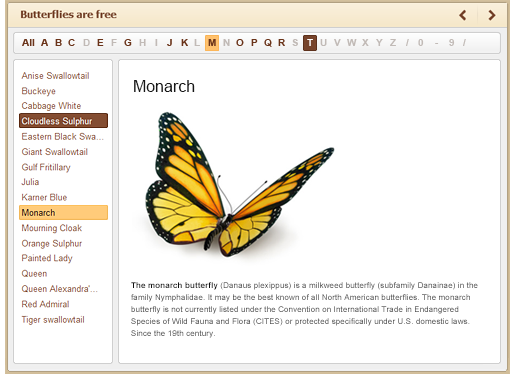 Butterflies are free
All A B C D E F G H I J K L M N O P Q R S T U V W X Y Z / 0 - 9 /
Anise Swallowtail
Buckeye
Cabbage White
Cloudless Sulphur
Eastern Black Swa...
Giant Swallowtail
Gulf Fritillary
Julia
Karner Blue
Monarch
Mourning Cloak
Orange Sulphur
Painted Lady
Queen
Queen Alexandra'...
Red Admiral
Tiger swallowtail
Monarch
The monarch butterfly (Danaus plexippus) is a milkweed butterfly (subfamily Danainae) in the
family Nymphalidae. It may be the best known of all North American butterflies. The monarch
butterfly is not currently listed under the Convention on International Trade in Endangered
Species of Wild Fauna and Flora (CITES) or protected specifically under U.S. domestic laws.
Since the 19th century.